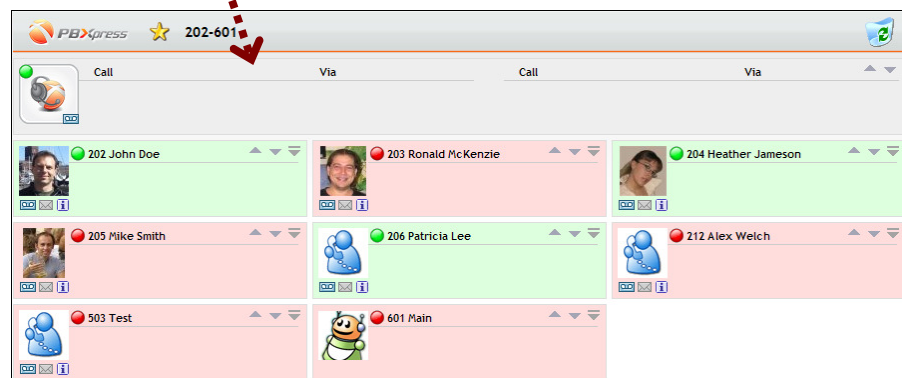 PBXpress 202-601
Call Via Call Via
202 John Doe 203 Ronald McKenzie 204 Heather Jameson
205 Mike Smith 206 Patricia Lee 212 Alex Welch
503 Test 601 Main